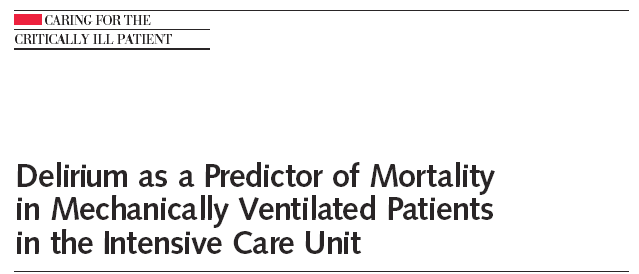 CARING FOR THE
CRITICALLY ILL PATIENT
Delirium as a Predictor of Mortality
in Mechanically Ventilated Patients
in the Intensive Care Unit